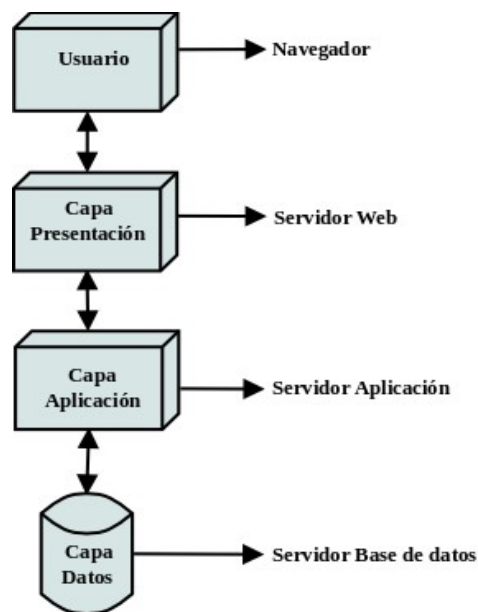 Usuario
Navegador
Capa
Presentación
Servidor Web
Capa
Aplicación
Servidor Aplicación
Capa
Datos
Servidor Base de datos